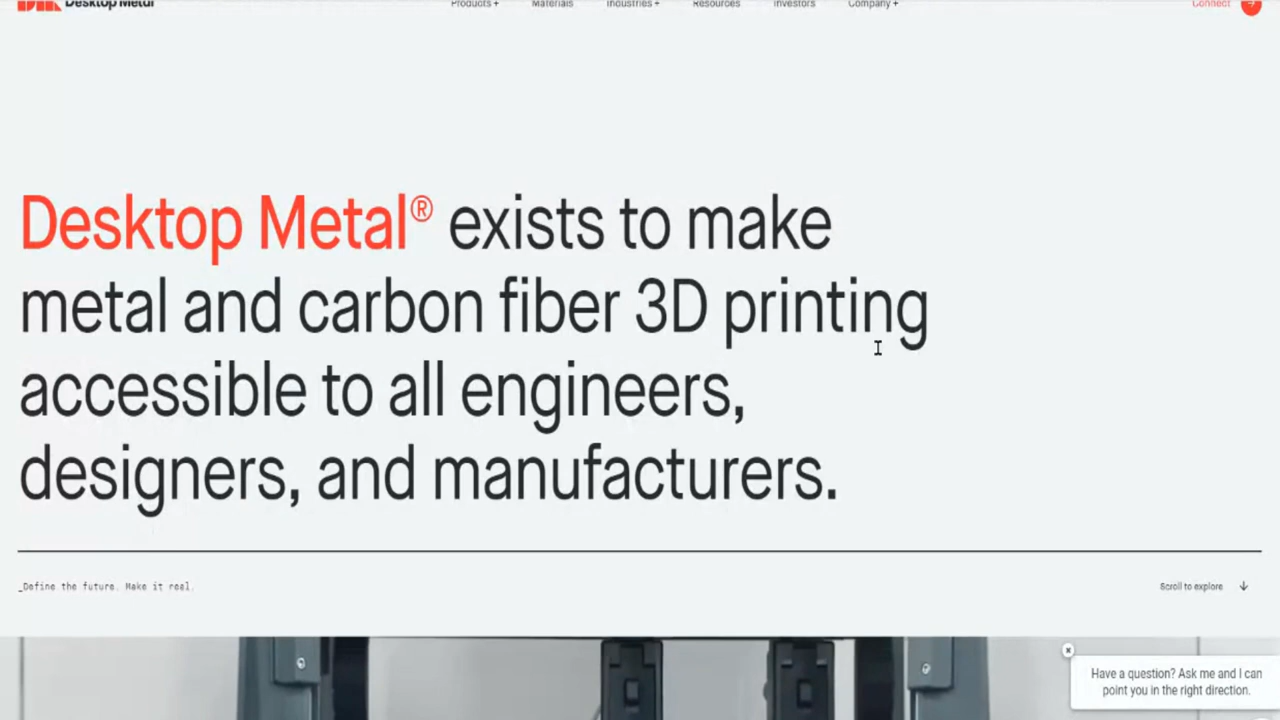 Desktop Metal
Products + Materials Industries + Resources Investors Company + Connect
Desktop Metal® exists to make
metal and carbon fiber 3D printing
accessible to all engineers,
designers, and manufacturers.
_Define the future. Make it real.
Scroll to explore ↓
Have a question? Ask me and I can
point you in the right direction.